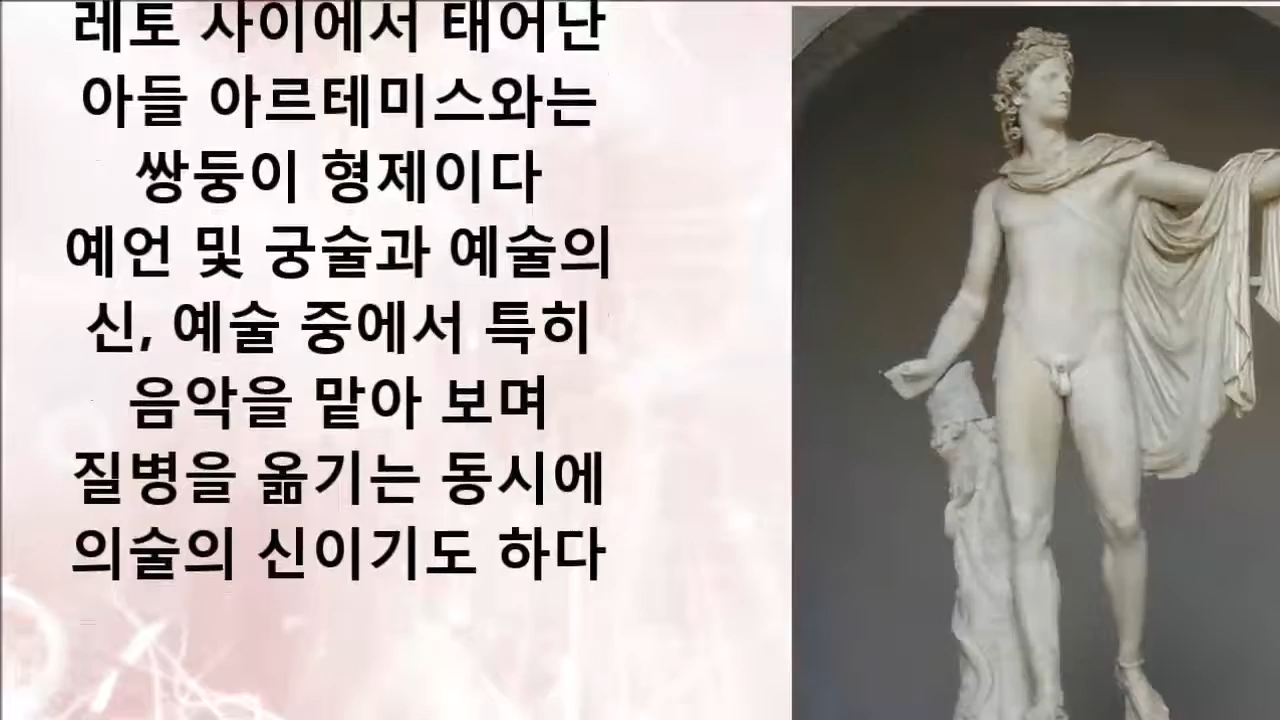 레토 사이에서 태어난
아들 아르테미스와는
쌍둥이 형제이다
예언 및 궁술과 예술의
신, 예술 중에서 특히
음악을 맡아 보며
질병을 옮기는 동시에
의술의 신이기도 하다